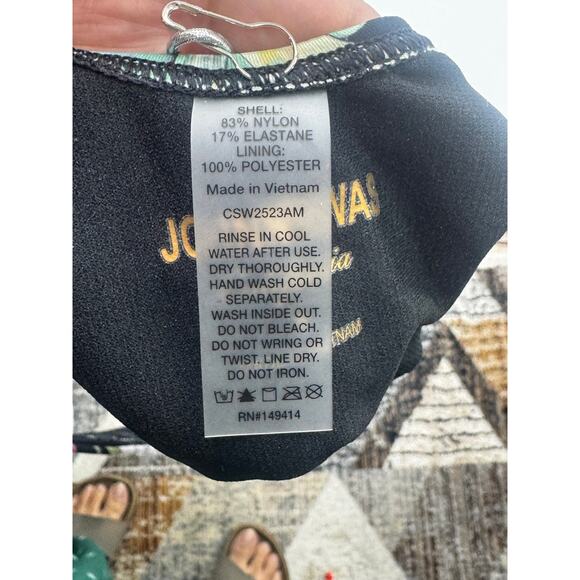 SHELL:
83% NYLON
17% ELASTANE
LINING:
100% POLYESTER
Made in Vietnam
CSW2523AM
RINSE IN COOL
WATER AFTER USE.
DRY THOROUGHLY.
HAND WASH COLD
SEPARATELY.
WASH INSIDE OUT.
DO NOT BLEACH.
DO NOT WRING OR
TWIST. LINE DRY.
DO NOT IRON.
RN#149414